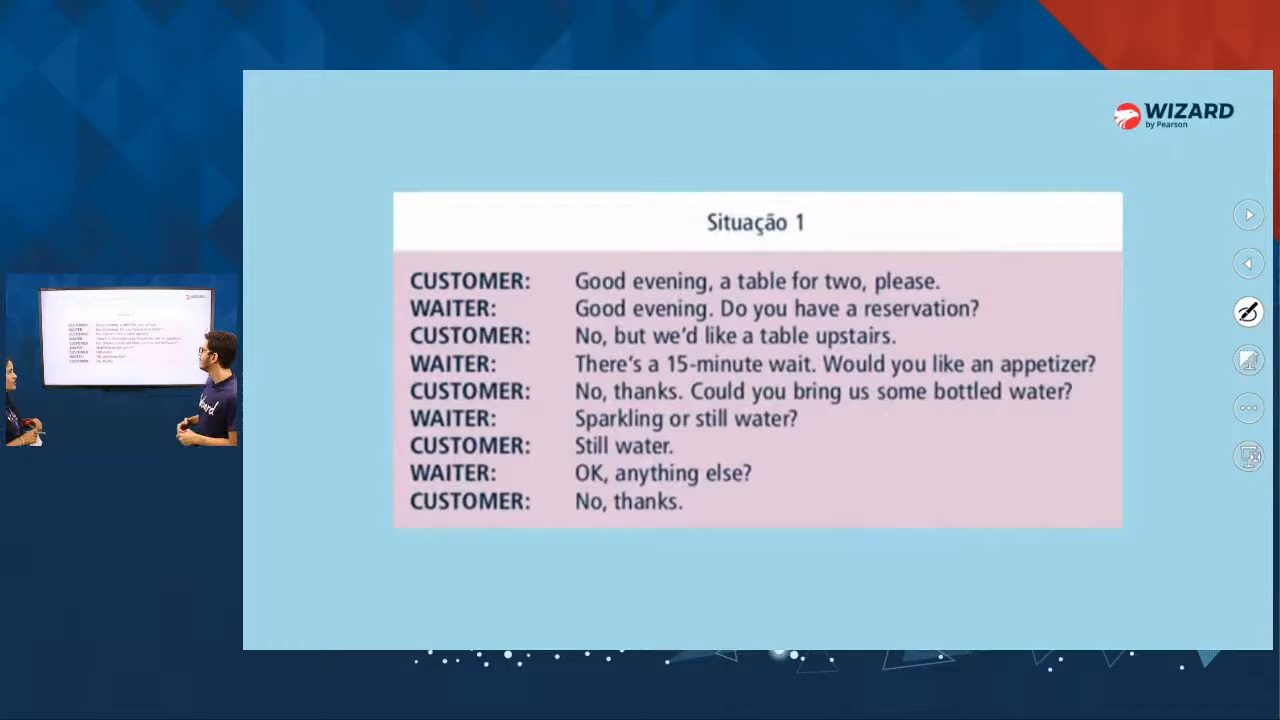 WIZARD
by Pearson
Situação 1
CUSTOMER: Good evening, a table for two, please.
WAITER: Good evening. Do you have a reservation?
CUSTOMER: No, but we'd like a table upstairs.
WAITER: There's a 15-minute wait. Would you like an appetizer?
CUSTOMER: No, thanks. Could you bring us some bottled water?
WAITER: Sparkling or still water?
CUSTOMER: Still water.
WAITER: OK, anything else?
CUSTOMER: No, thanks.